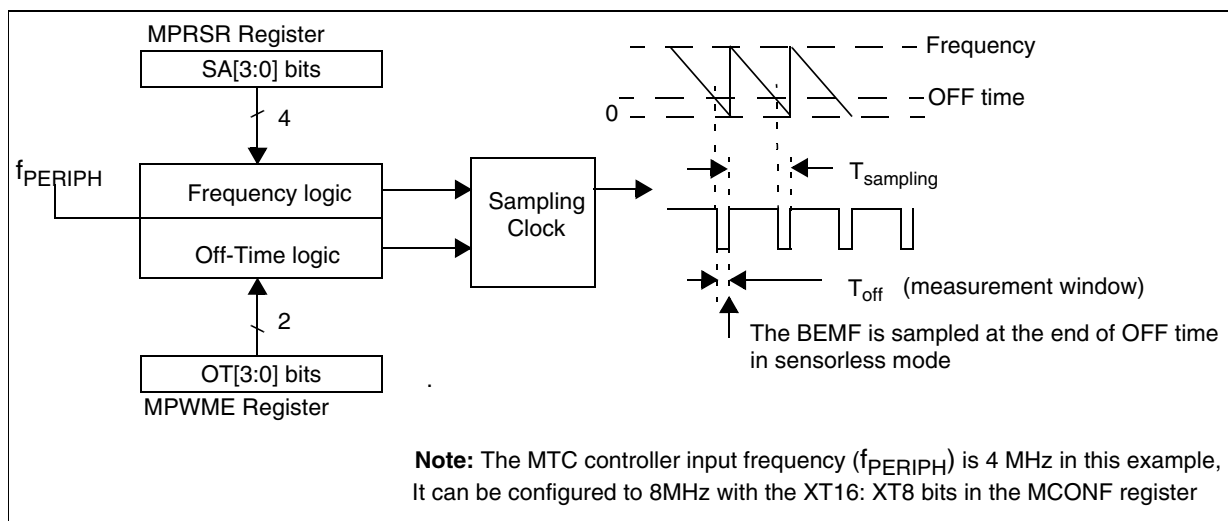 MPRSR Register
SA[3:0] bits
4
fPERIPH
Frequency logic
Off-Time logic
2
OT[3:0] bits
MPWME Register
Sampling
Clock
Frequency
OFF time
0
Tsampling
Toff (measurement window)
The BEMF is sampled at the end of OFF time
in sensorless mode
.
Note: The MTC controller input frequency (fPERIPH) is 4 MHz in this example,
It can be configured to 8MHz with the XT16: XT8 bits in the MCONF register